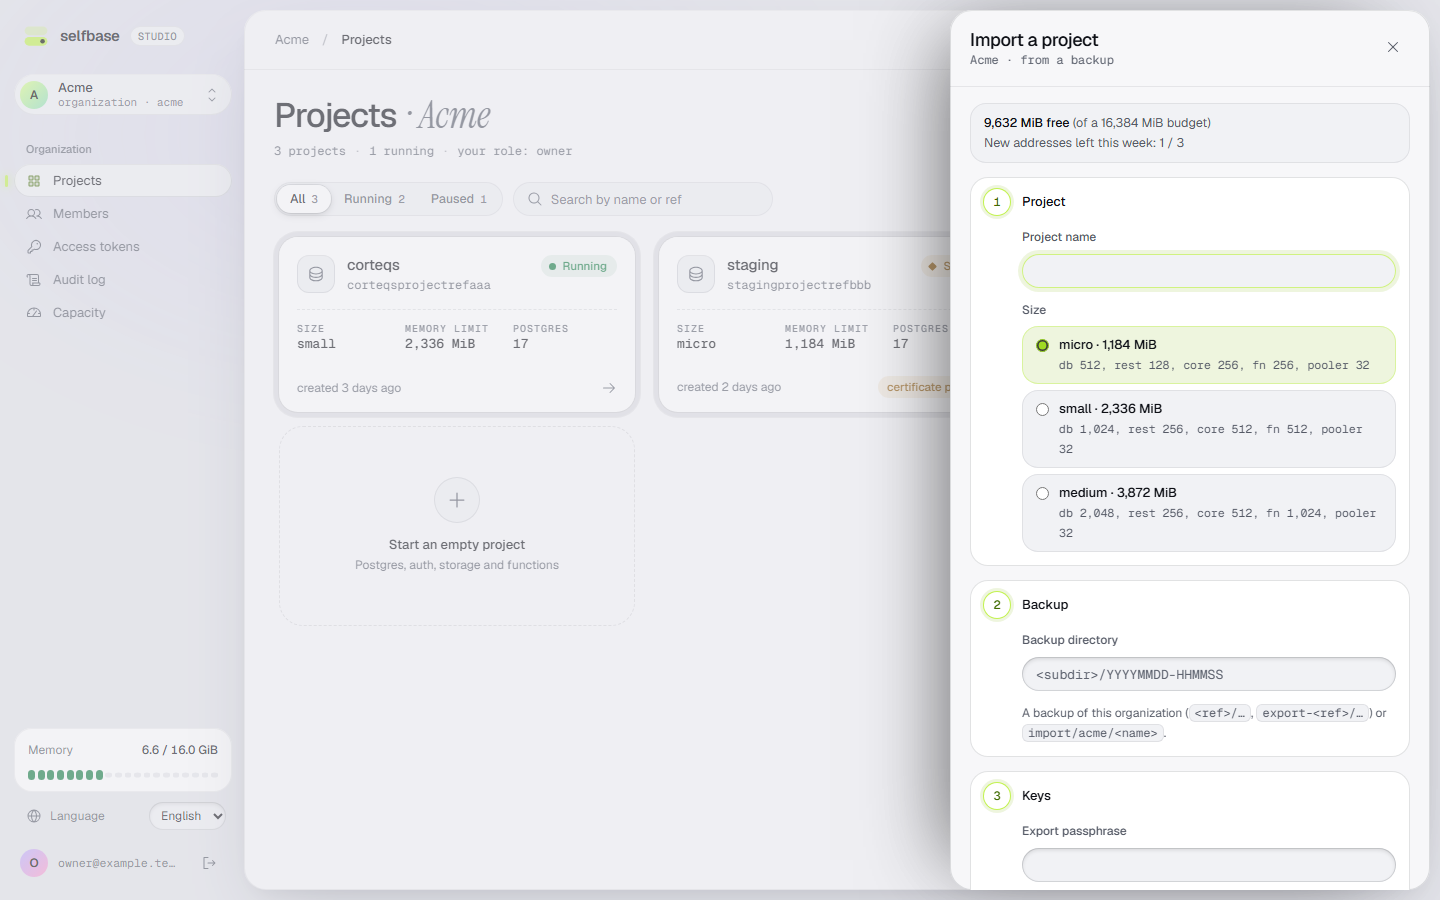 selfbase STUDIO
A
Acme
organization · acme
Organization
Projects
Members
Access tokens
Audit log
Capacity
Memory 6.6 / 16.0 GiB
Language English
O owner@example.te…
Acme / Projects
Projects · Acme
3 projects · 1 running · your role: owner
All 3 Running 2 Paused 1 Search by name or ref
corteqs Running
corteqsprojectrefaaa
SIZE MEMORY LIMIT POSTGRES
small 2,336 MiB 17
created 3 days ago
staging S
stagingprojectrefbbb
SIZE MEMORY LIMIT POSTGRES
micro 1,184 MiB 17
created 2 days ago certificate p
Start an empty project
Postgres, auth, storage and functions
Import a project
Acme · from a backup
9,632 MiB free (of a 16,384 MiB budget)
New addresses left this week: 1 / 3
1 Project
Project name
Size
micro · 1,184 MiB
db 512, rest 128, core 256, fn 256, pooler 32
small · 2,336 MiB
db 1,024, rest 256, core 512, fn 512, pooler
32
medium · 3,872 MiB
db 2,048, rest 256, core 512, fn 1,024, pooler
32
2 Backup
Backup directory
<subdir>/YYYYMMDD-HHMMSS
A backup of this organization (<ref>/…, export-<ref>/…) or
import/acme/<name>.
3 Keys
Export passphrase